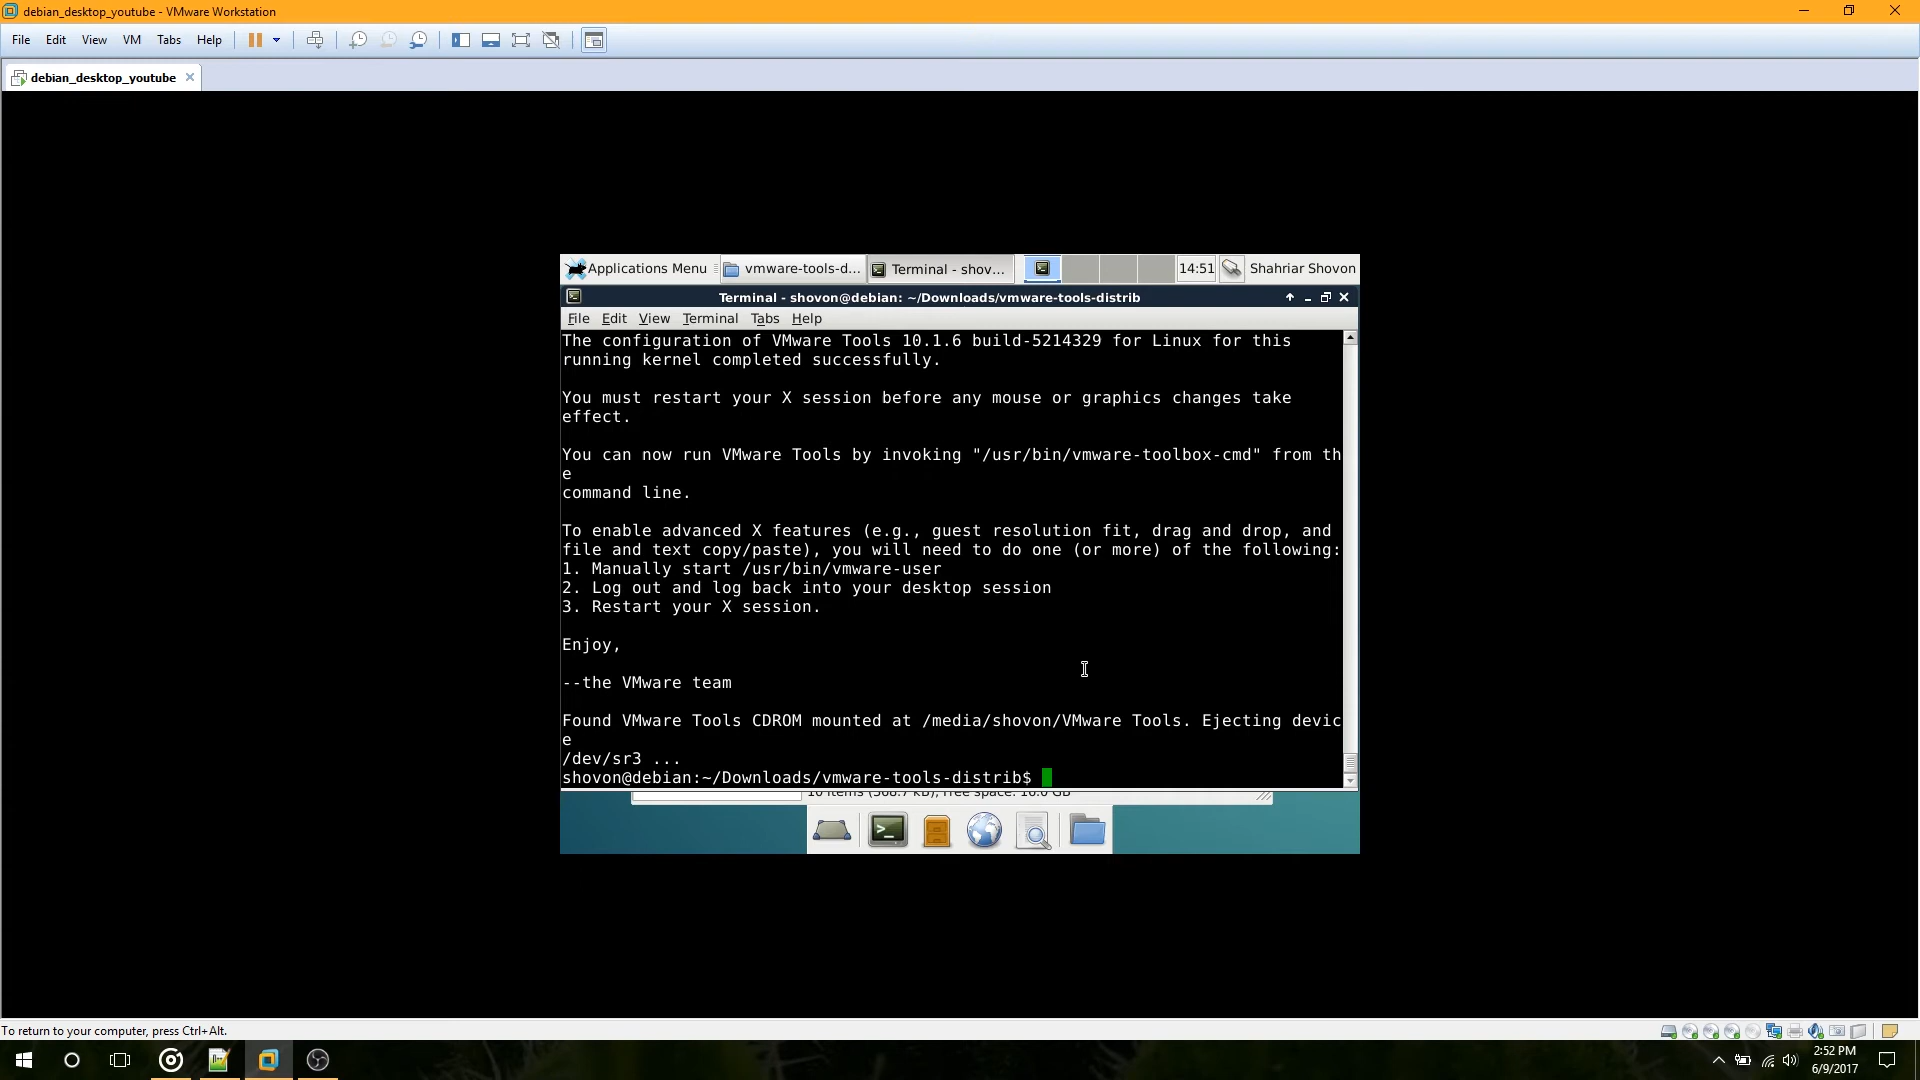 debian_desktop_youtube - VMware Workstation
File Edit View VM Tabs Help
debian_desktop_youtube
Applications Menu vmware-tools-d... Terminal - shov... 14:51 Shahriar Shovon
Terminal - shovon@debian: ~/Downloads/vmware-tools-distrib
File Edit View Terminal Tabs Help
The configuration of VMware Tools 10.1.6 build-5214329 for Linux for this
running kernel completed successfully.
You must restart your X session before any mouse or graphics changes take
effect.
You can now run VMware Tools by invoking "/usr/bin/vmware-toolbox-cmd" from th
e
command line.
To enable advanced X features (e.g., guest resolution fit, drag and drop, and
file and text copy/paste), you will need to do one (or more) of the following:
1. Manually start /usr/bin/vmware-user
2. Log out and log back into your desktop session
3. Restart your X session.
Enjoy,
--the VMware team
Found VMware Tools CDROM mounted at /media/shovon/VMware Tools. Ejecting devic
e
/dev/sr3 ...
shovon@debian:~/Downloads/vmware-tools-distrib$
To return to your computer, press Ctrl+Alt.
2:52 PM
6/9/2017